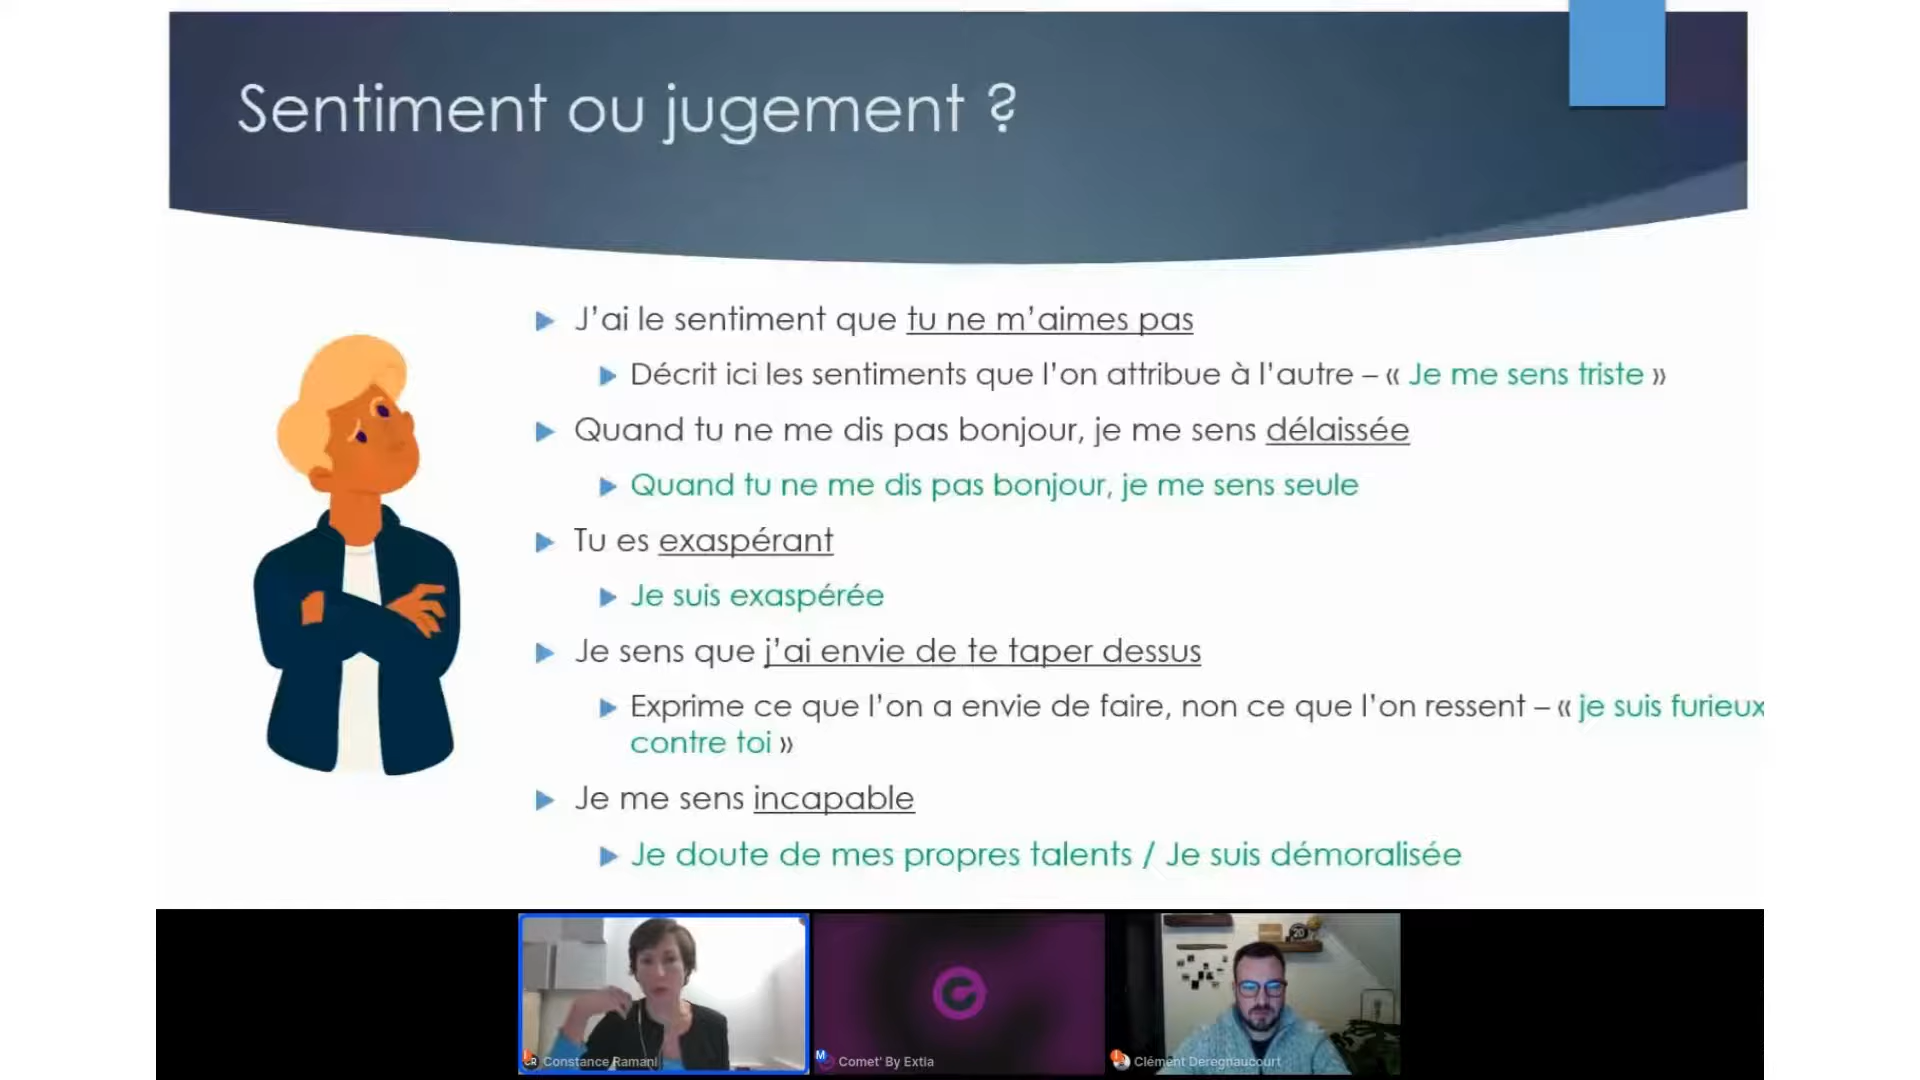 Sentiment ou jugement ?
J’ai le sentiment que tu ne m’aimes pas
Décrit ici les sentiments que l’on attribue à l’autre – « Je me sens triste »
Quand tu ne me dis pas bonjour, je me sens délaissée
Quand tu ne me dis pas bonjour, je me sens seule
Tu es exaspérant
Je suis exaspérée
Je sens que j’ai envie de te taper dessus
Exprime ce que l’on a envie de faire, non ce que l’on ressent – « je suis furieux
contre toi »
Je me sens incapable
Je doute de mes propres talents / Je suis démoralisée
20
CR Constance Ramani
M Comet' By Extia
Clément Deregnaucourt